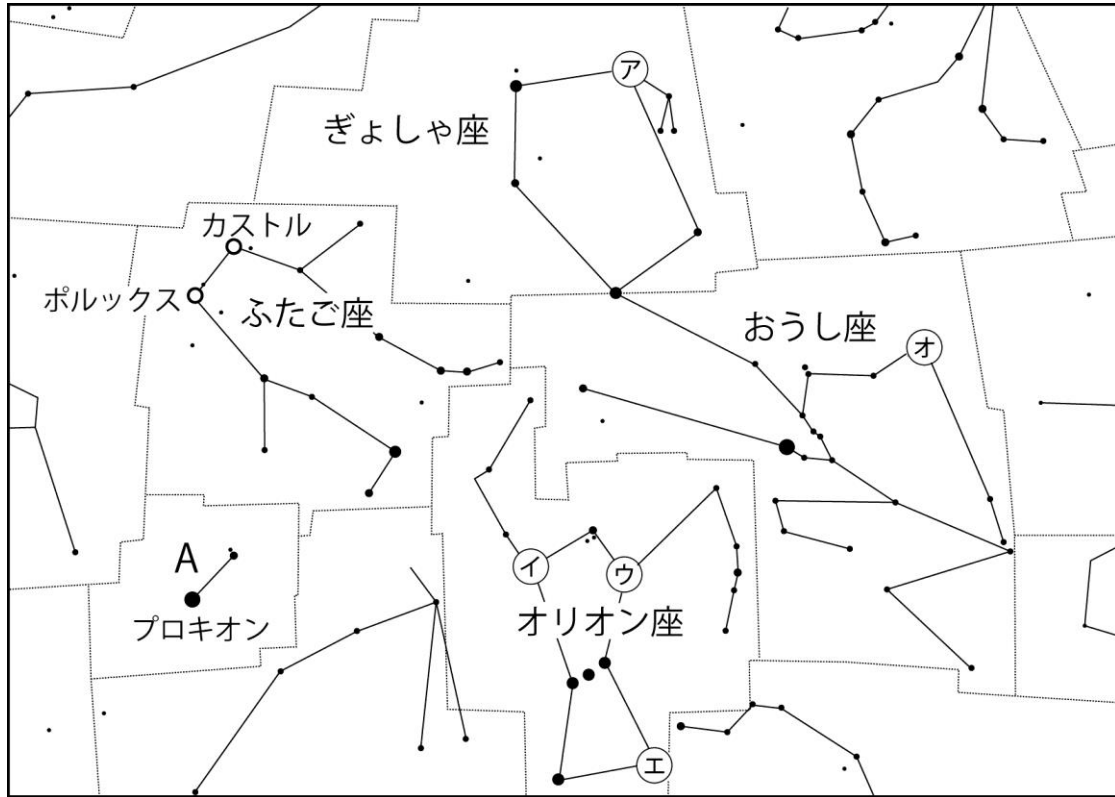 ア
ぎょしゃ座
カストル
ポルックス
ふたご座
おうし座
オ
A
プロキオン
イ
ウ
オリオン座
エ